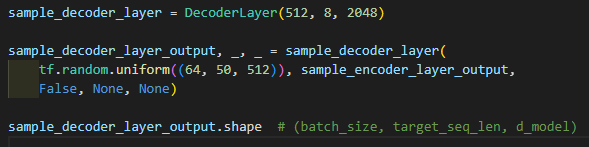 sample_decoder_layer = DecoderLayer(512, 8, 2048)
sample_decoder_layer_output, _, _ = sample_decoder_layer(
tf.random.uniform((64, 50, 512)), sample_encoder_layer_output,
False, None, None)
sample_decoder_layer_output.shape  # (batch_size, target_seq_len, d_model)